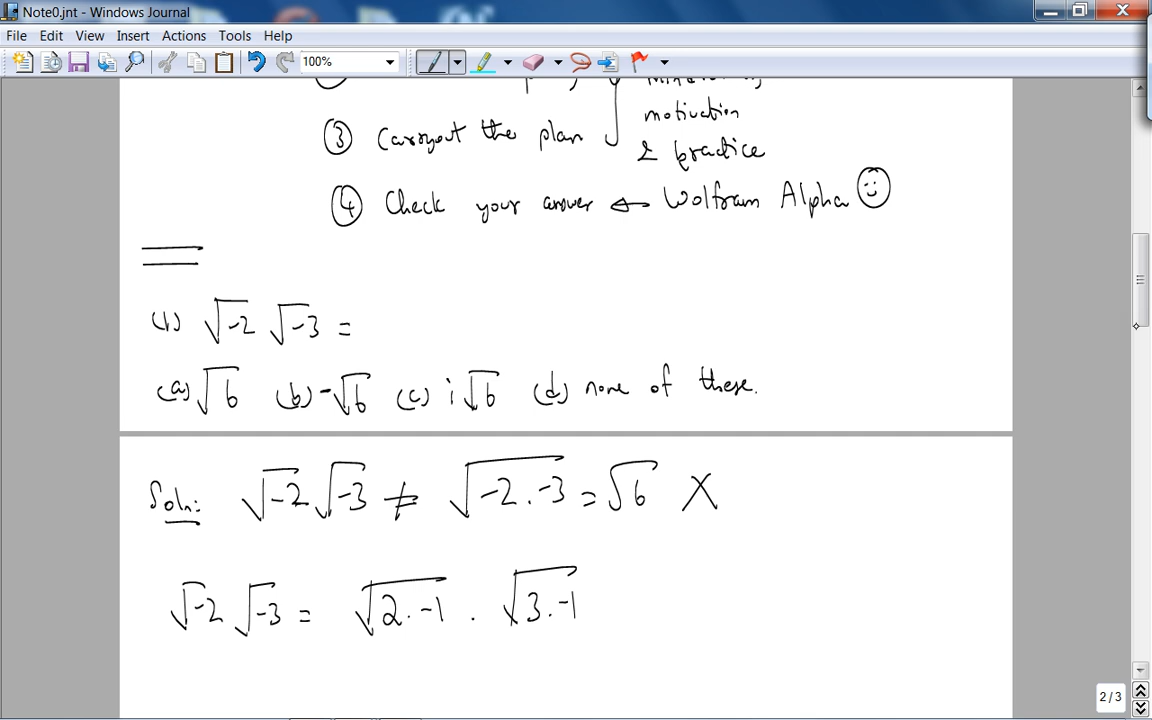 Note0.jnt - Windows Journal
File Edit View Insert Actions Tools Help
100%
motivation
③ Carryout the plan
& practice
④ Check your answer ← Wolfram Alpha
(1) √-2 √-3 =
(a) √6 (b) -√6 (c) i√6 (d) none of these.
Soln: √-2 √-3 ≠ √-2.-3 = √6 X
√-2 √-3 = √2.-1 . √3.-1
2 / 3